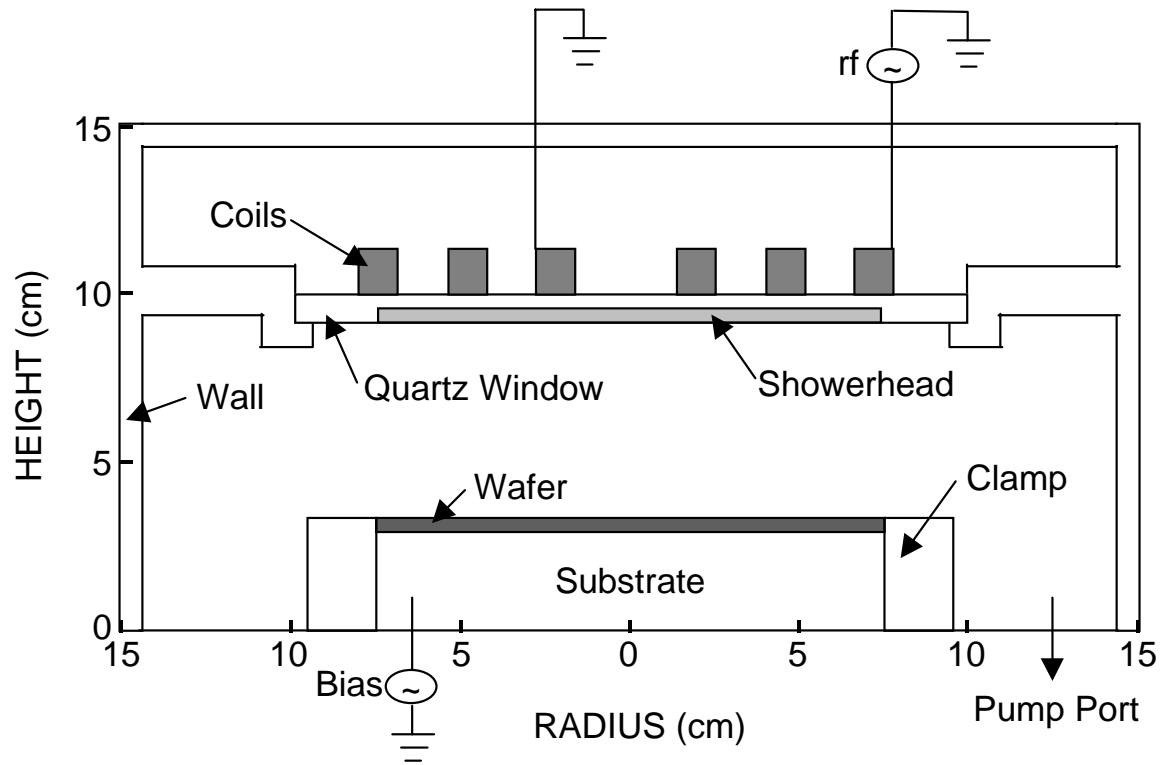 rf
~
15
Coils
10
HEIGHT (cm)
Quartz Window
Showerhead
Wall
5
Wafer
Clamp
Substrate
0
15 10 5 0 5 10 15
Bias
~
RADIUS (cm)
Pump Port